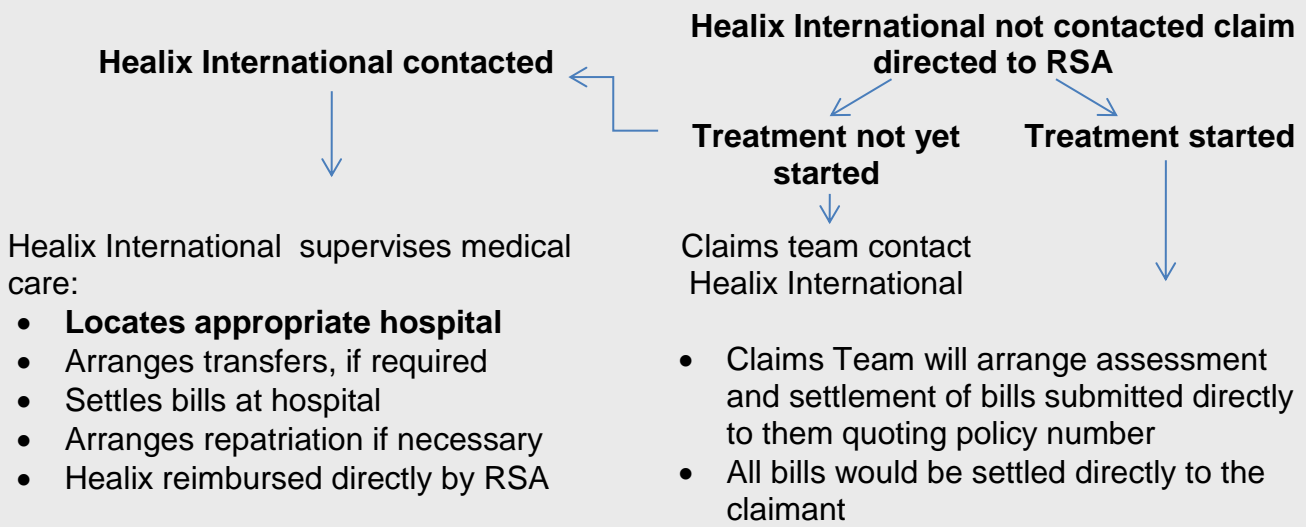 Healix International contacted
Healix International not contacted claim
directed to RSA
Treatment not yet
started
Treatment started
Healix International  supervises medical
care:
• Locates appropriate hospital
• Arranges transfers, if required
• Settles bills at hospital
• Arranges repatriation if necessary
• Healix reimbursed directly by RSA
Claims team contact
Healix International
• Claims Team will arrange assessment
and settlement of bills submitted directly
to them quoting policy number
• All bills would be settled directly to the
claimant